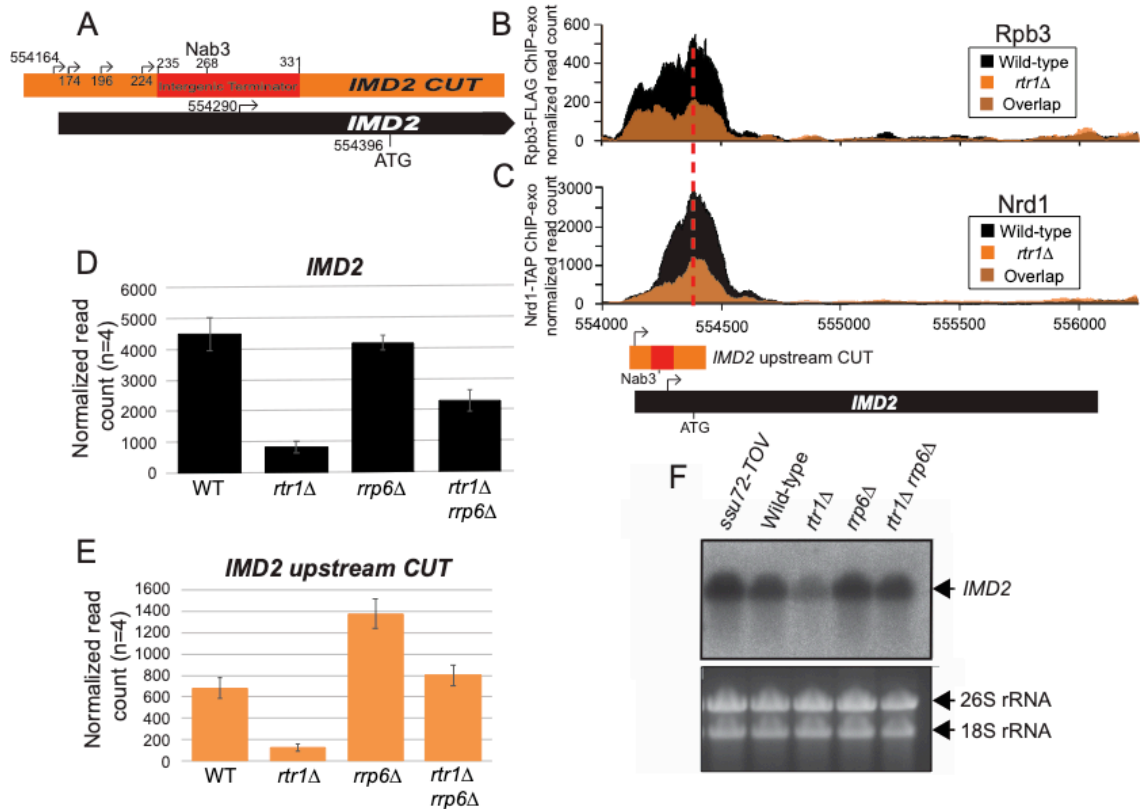 A
Nab3
554164
235 268 331
174 196 224
Intergenic Terminator
IMD2 CUT
554290
IMD2
554396
ATG
B
Rpb3-FLAG ChIP-exo
normalized read count
600
400
200
0
Rpb3
Wild-type
rtr1Δ
Overlap
C
Nrd1-TAP ChIP-exo
normalized read count
3000
2000
1000
0
Nrd1
Wild-type
rtr1Δ
Overlap
554000 554500 555000 555500 556000
IMD2 upstream CUT
Nab3
IMD2
ATG
D
IMD2
Normalized read
count (n=4)
6000
5000
4000
3000
2000
1000
0
WT rtr1Δ rrp6Δ rtr1Δ
rrp6Δ
E
IMD2 upstream CUT
Normalized read
count (n=4)
1600
1400
1200
1000
800
600
400
200
0
WT rtr1Δ rrp6Δ rtr1Δ
rrp6Δ
F
ssu72-TOV
Wild-type
rtr1Δ
rrp6Δ
rtr1Δ rrp6Δ
IMD2
26S rRNA
18S rRNA